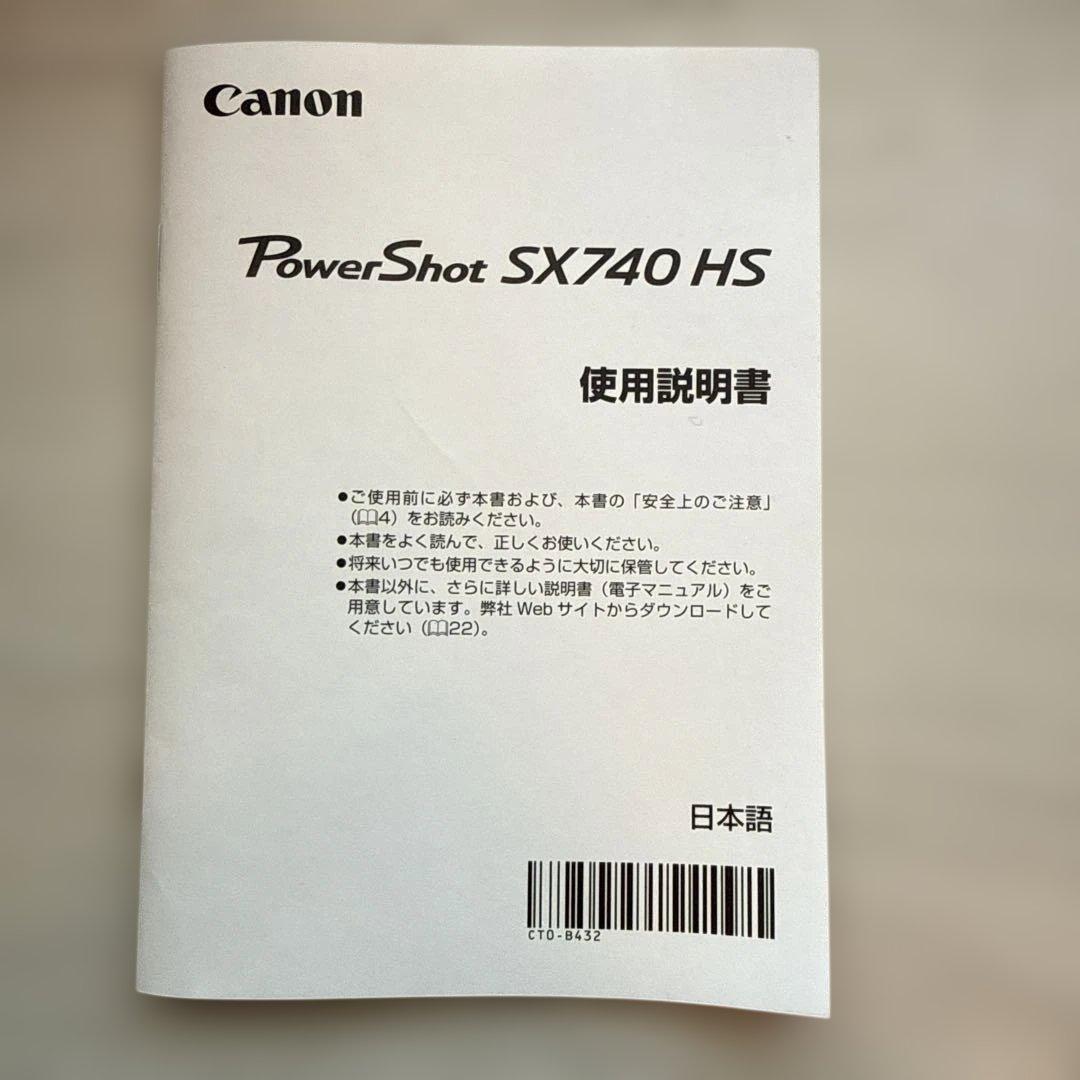 Canon
PowerShot SX740 HS
使用説明書
●ご使用前に必ず本書および、本書の「安全上のご注意」
（📖4）をお読みください。
●本書をよく読んで、正しくお使いください。
●将来いつでも使用できるように大切に保管してください。
●本書以外に、さらに詳しい説明書（電子マニュアル）をご
用意しています。弊社 Web サイトからダウンロードして
ください（📖22）。
日本語
CT0-B432